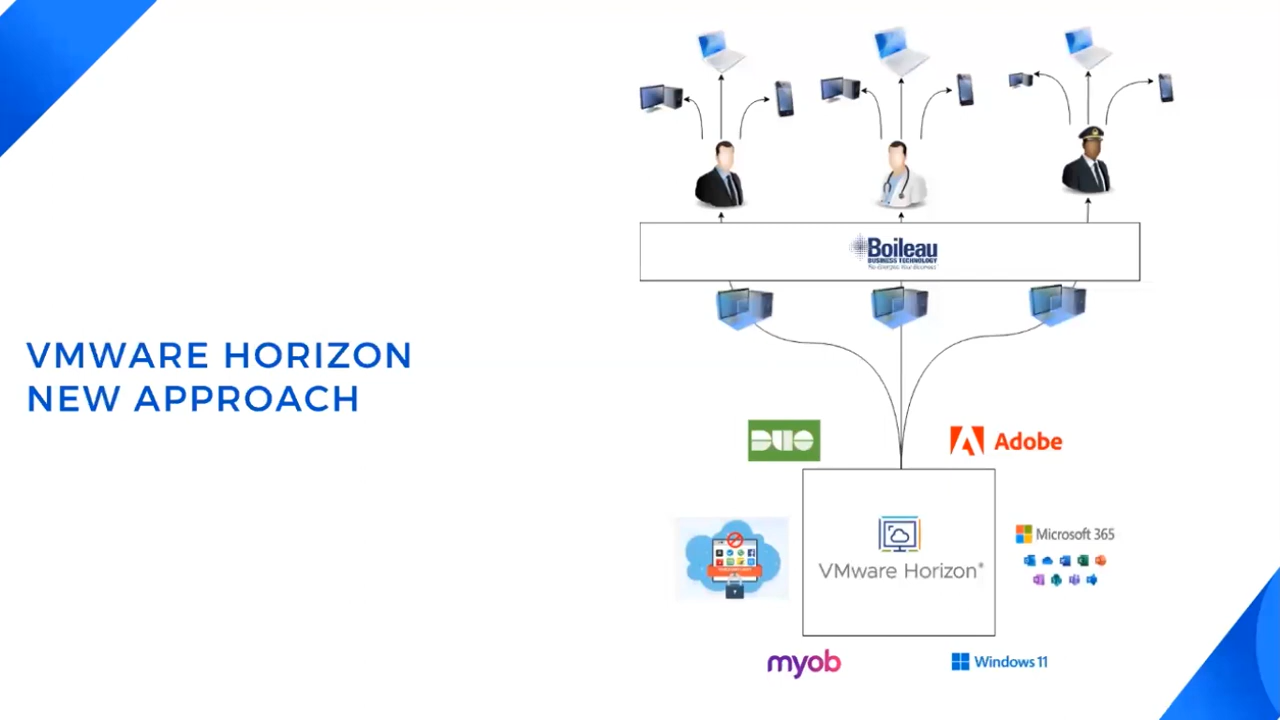 VMWARE HORIZON
NEW APPROACH
Boileau
BUSINESS TECHNOLOGY
DUO
Adobe
VMware Horizon®
Microsoft 365
myob
Windows 11